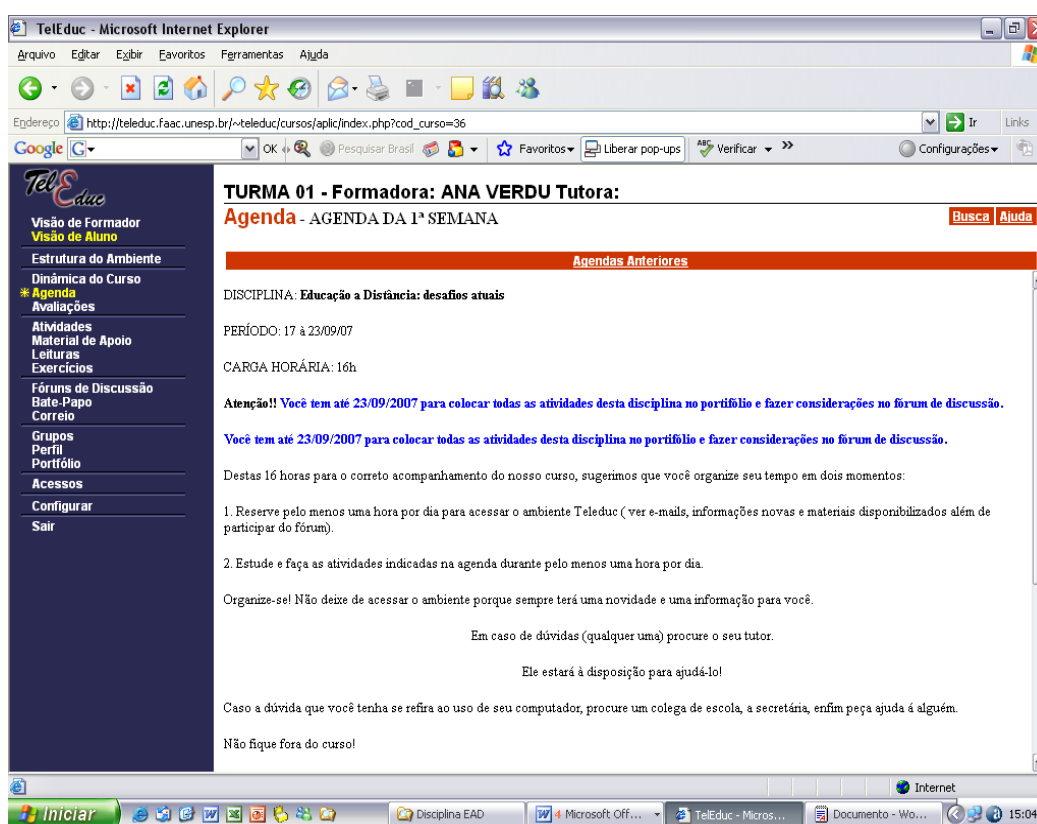 TelEduc - Microsoft Internet Explorer
Arquivo Editar Exibir Favoritos Ferramentas Ajuda
Endereço http://teleduc.faac.unesp.br/~teleduc/cursos/aplic/index.php?cod_curso=36 Ir Links
Google G OK Pesquisar Brasil Favoritos Liberar pop-ups ABC Verificar » Configurações
TelEduc
Visão de Formador
Visão de Aluno
Estrutura do Ambiente
Dinâmica do Curso
Agenda
Avaliações
Atividades
Material de Apoio
Leituras
Exercícios
Fóruns de Discussão
Bate-Papo
Correio
Grupos
Perfil
Portfólio
Acessos
Configurar
Sair
TURMA 01 - Formadora: ANA VERDU Tutora:
Agenda - AGENDA DA 1ª SEMANA
Busca Ajuda
Agendas Anteriores
DISCIPLINA: Educação a Distância: desafios atuais
PERÍODO: 17 à 23/09/07
CARGA HORÁRIA: 16h
Atenção!! Você tem até 23/09/2007 para colocar todas as atividades desta disciplina no portifólio e fazer considerações no fórum de discussão.
Você tem até 23/09/2007 para colocar todas as atividades desta disciplina no portifólio e fazer considerações no fórum de discussão.
Destas 16 horas para o correto acompanhamento do nosso curso, sugerimos que você organize seu tempo em dois momentos:
1. Reserve pelo menos uma hora por dia para acessar o ambiente Teleduc ( ver e-mails, informações novas e materiais disponibilizados além de
participar do fórum).
2. Estude e faça as atividades indicadas na agenda durante pelo menos uma hora por dia.
Organize-se! Não deixe de acessar o ambiente porque sempre terá uma novidade e uma informação para você.
Em caso de dúvidas (qualquer uma) procure o seu tutor.
Ele estará à disposição para ajudá-lo!
Caso a dúvida que você tenha se refira ao uso de seu computador, procure um colega de escola, a secretária, enfim peça ajuda á alguém.
Não fique fora do curso!
Internet
Iniciar Disciplina EAD 4 Microsoft Off... TelEduc - Micros... Documento - Wo... 15:04